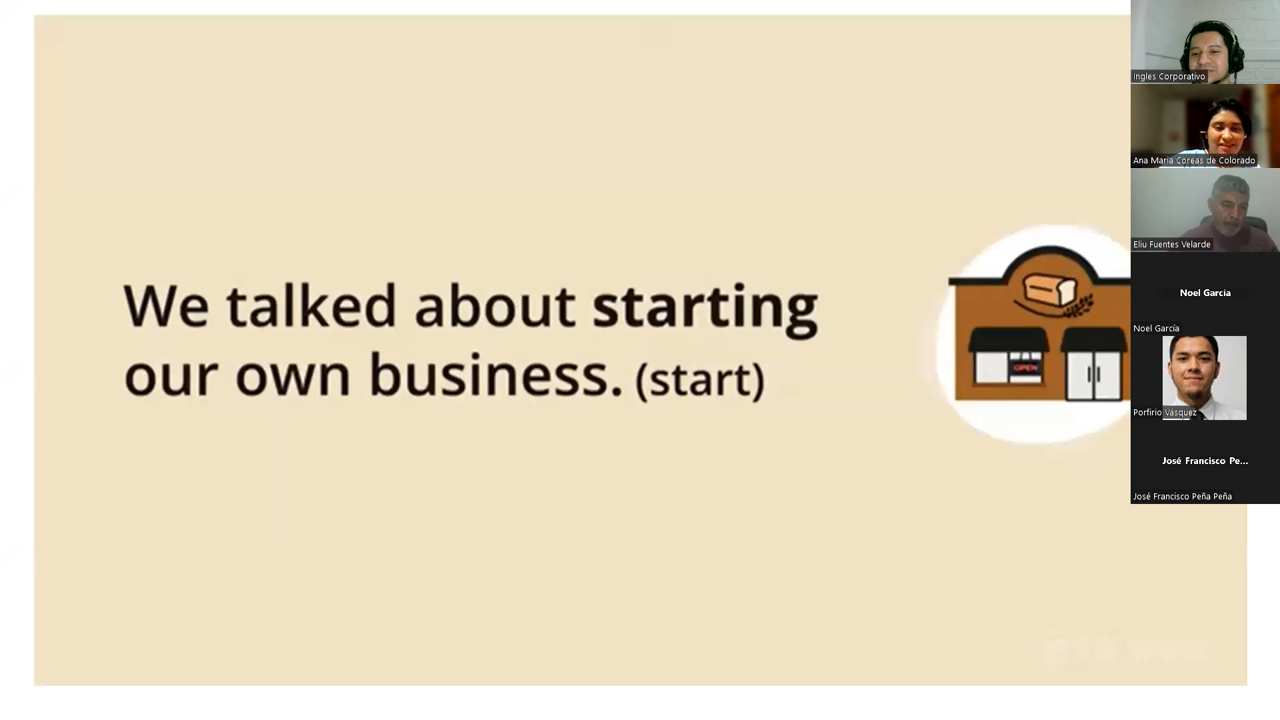 We talked about starting
our own business. (start)
OPEN
Ingles Corporativo
Ana Maria Coreas de Colorado
Eliu Fuentes Velarde
Noel Garcia
Noel García
Porfirio Vasquez
José Francisco Pe...
José Francisco Peña Peña